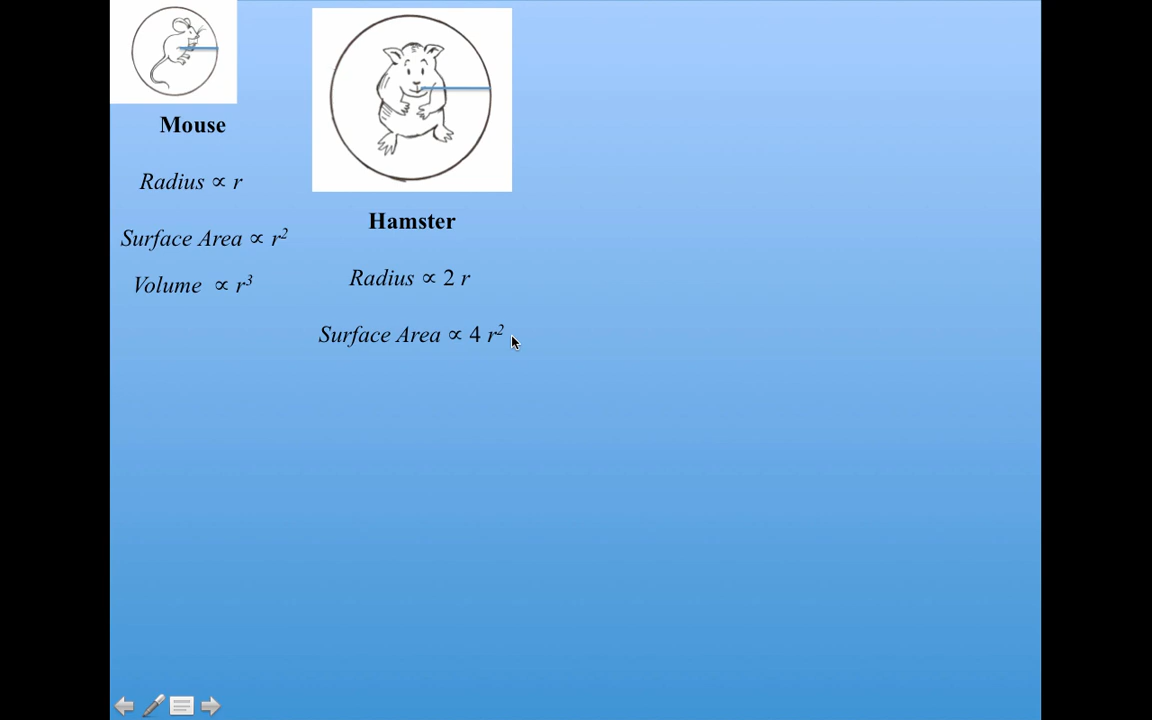 Mouse
Radius ∝ r
Surface Area ∝ r²
Volume ∝ r³
Hamster
Radius ∝ 2 r
Surface Area ∝ 4 r²